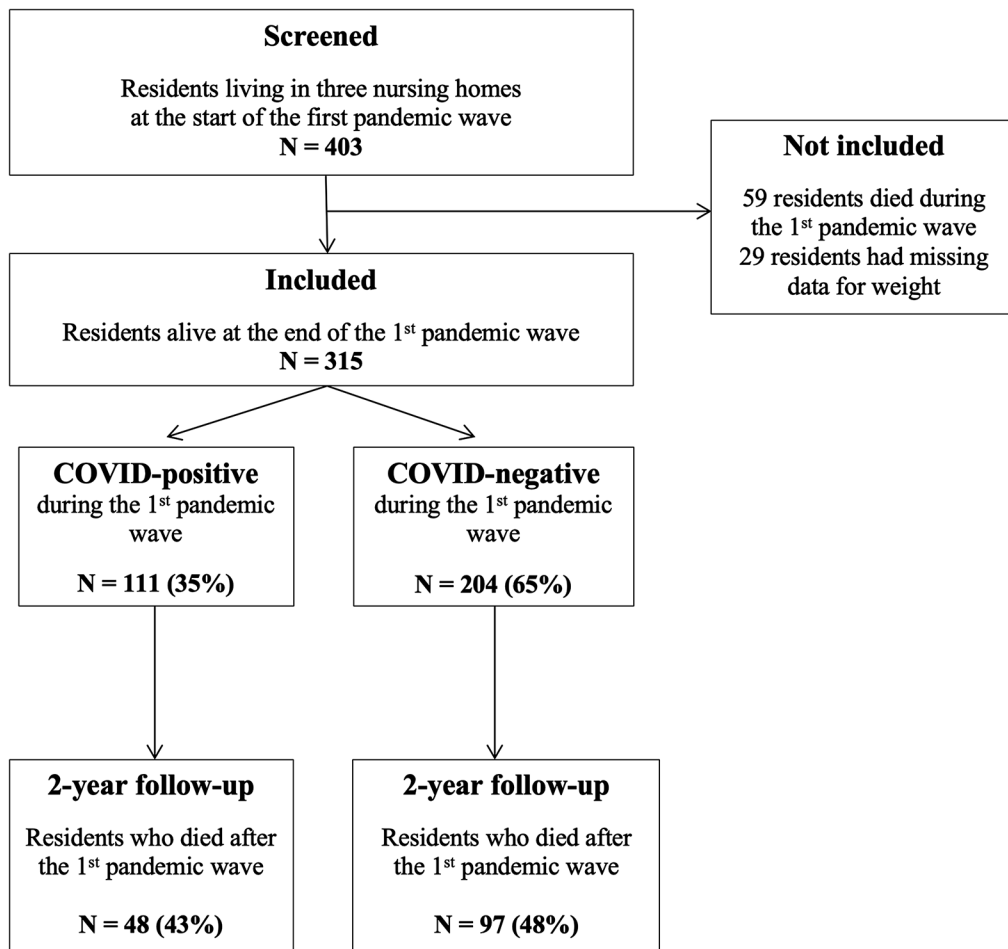 Screened
Residents living in three nursing homes
at the start of the first pandemic wave
N = 403
Not included
59 residents died during
the 1st pandemic wave
29 residents had missing
data for weight
Included
Residents alive at the end of the 1st pandemic wave
N = 315
COVID-positive
during the 1st pandemic
wave
N = 111 (35%)
COVID-negative
during the 1st pandemic
wave
N = 204 (65%)
2-year follow-up
Residents who died after
the 1st pandemic wave
N = 48 (43%)
2-year follow-up
Residents who died after
the 1st pandemic wave
N = 97 (48%)